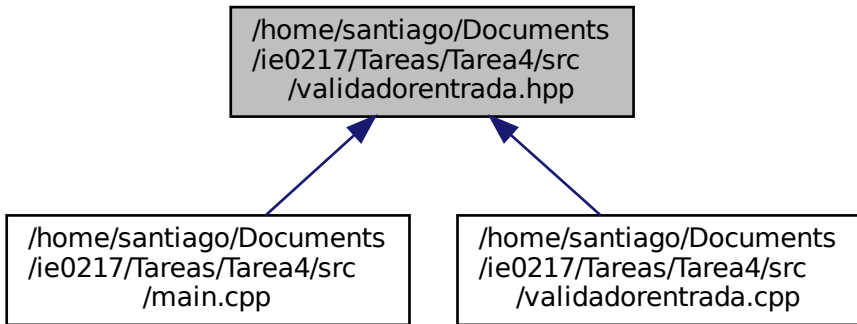 /home/santiago/Documents
/ie0217/Tareas/Tarea4/src
/validadorentrada.hpp
/home/santiago/Documents
/ie0217/Tareas/Tarea4/src
/main.cpp
/home/santiago/Documents
/ie0217/Tareas/Tarea4/src
/validadorentrada.cpp